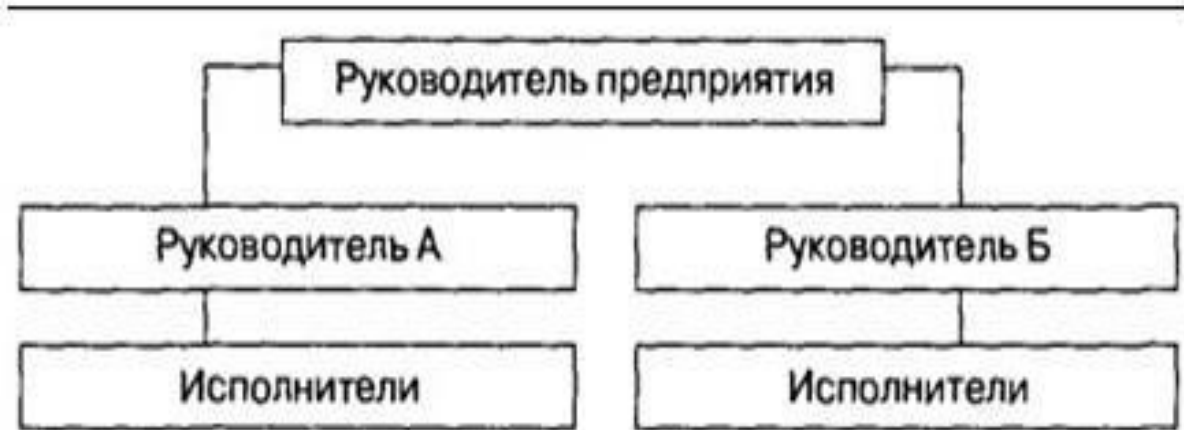 Руководитель предприятия
Руководитель А
Руководитель Б
Исполнители
Исполнители